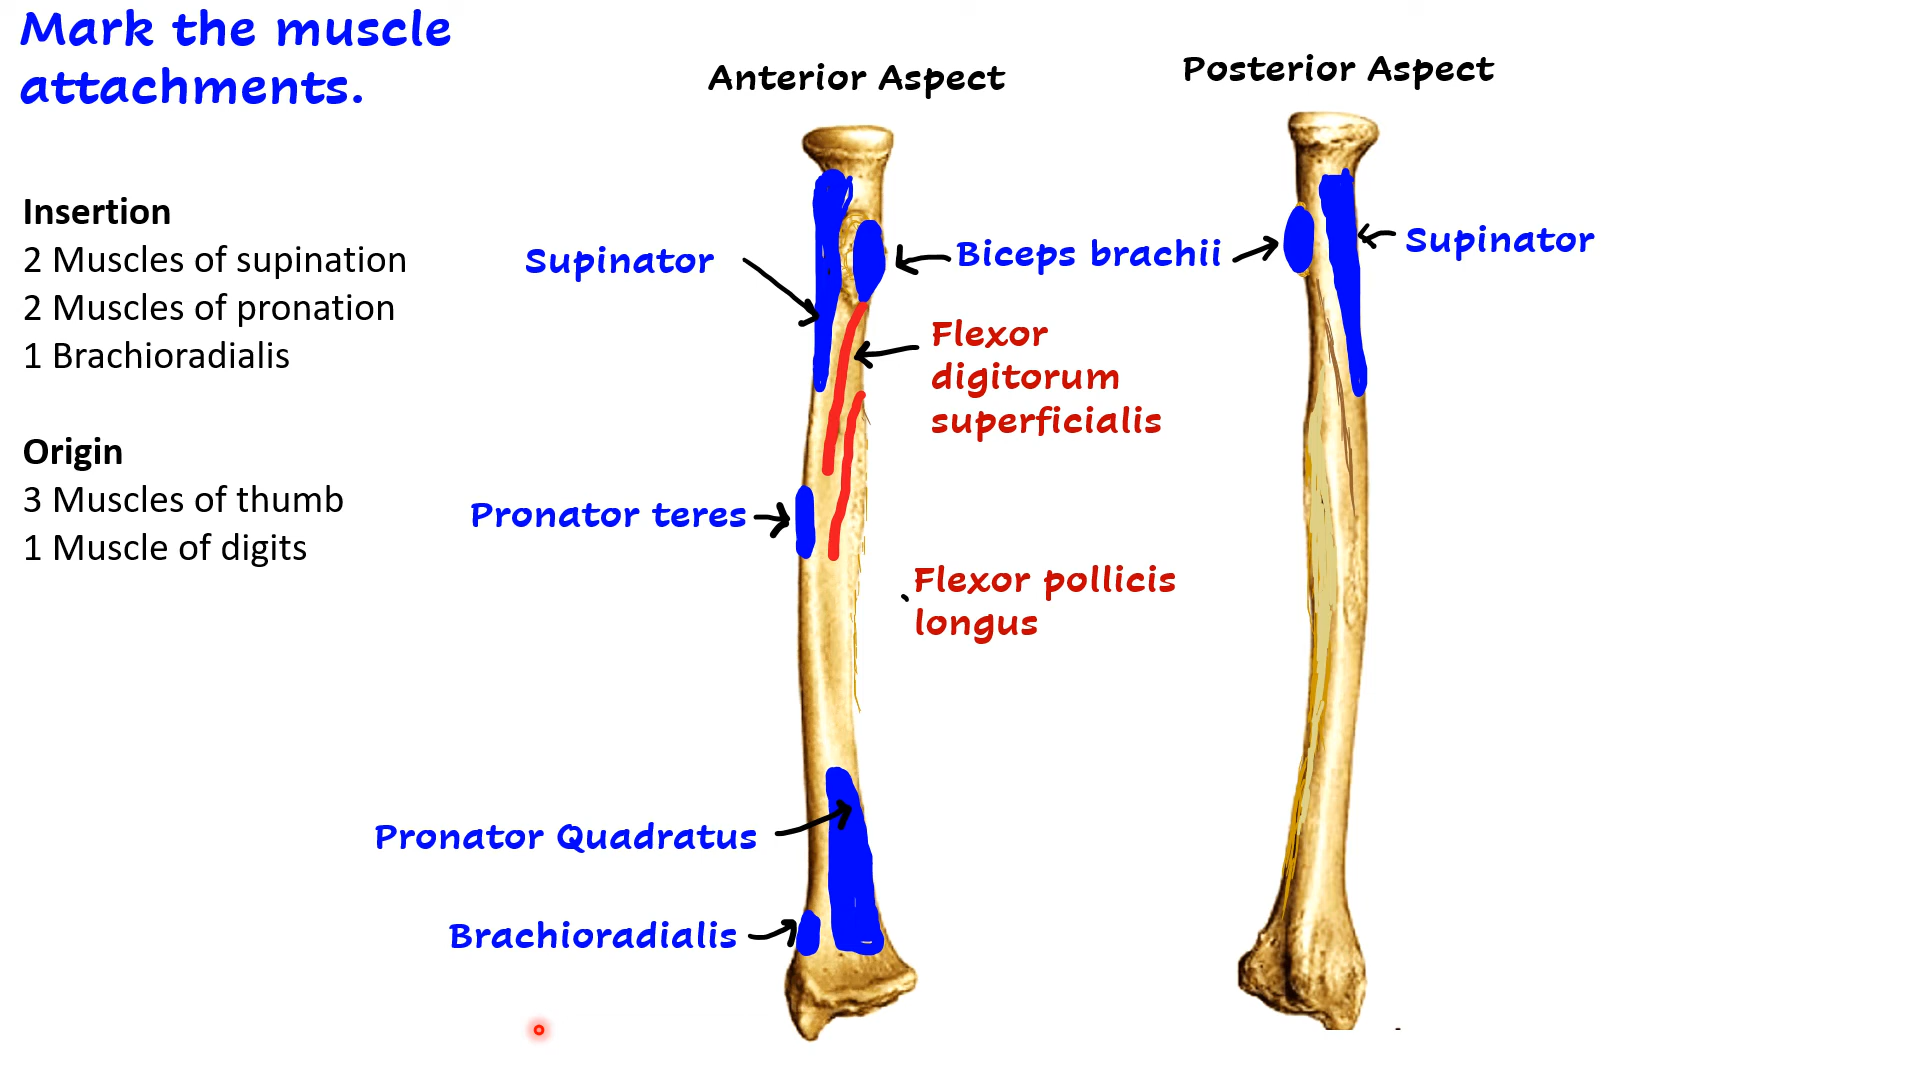 Mark the muscle
attachments.
Anterior Aspect
Posterior Aspect
Insertion
2 Muscles of supination
2 Muscles of pronation
1 Brachioradialis
Origin
3 Muscles of thumb
1 Muscle of digits
Supinator
Biceps brachii
Supinator
Flexor
digitorum
superficialis
Pronator teres
Flexor pollicis
longus
Pronator Quadratus
Brachioradialis